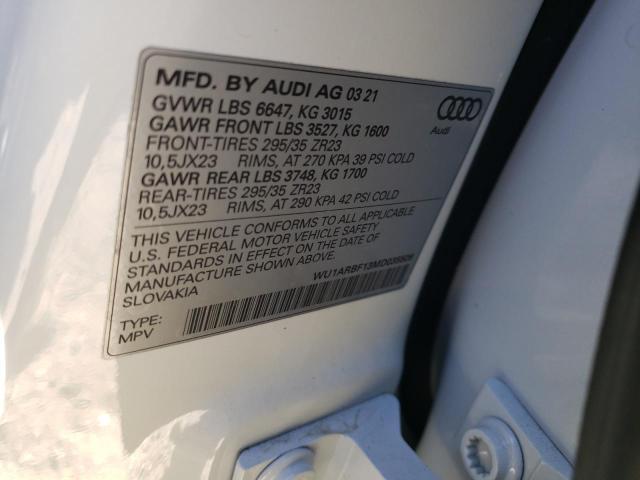 MFD. BY AUDI AG 03 21
GVWR LBS 6647, KG 3015
GAWR FRONT LBS 3527, KG 1600
FRONT-TIRES 295/35 ZR23
10,5JX23 RIMS, AT 270 KPA 39 PSI COLD
GAWR REAR LBS 3748, KG 1700
REAR-TIRES 295/35 ZR23
10,5JX23 RIMS, AT 290 KPA 42 PSI COLD
Audi
THIS VEHICLE CONFORMS TO ALL APPLICABLE
U.S. FEDERAL MOTOR VEHICLE SAFETY
STANDARDS IN EFFECT ON THE DATE OF
MANUFACTURE SHOWN ABOVE.
SLOVAKIA
TYPE:
MPV